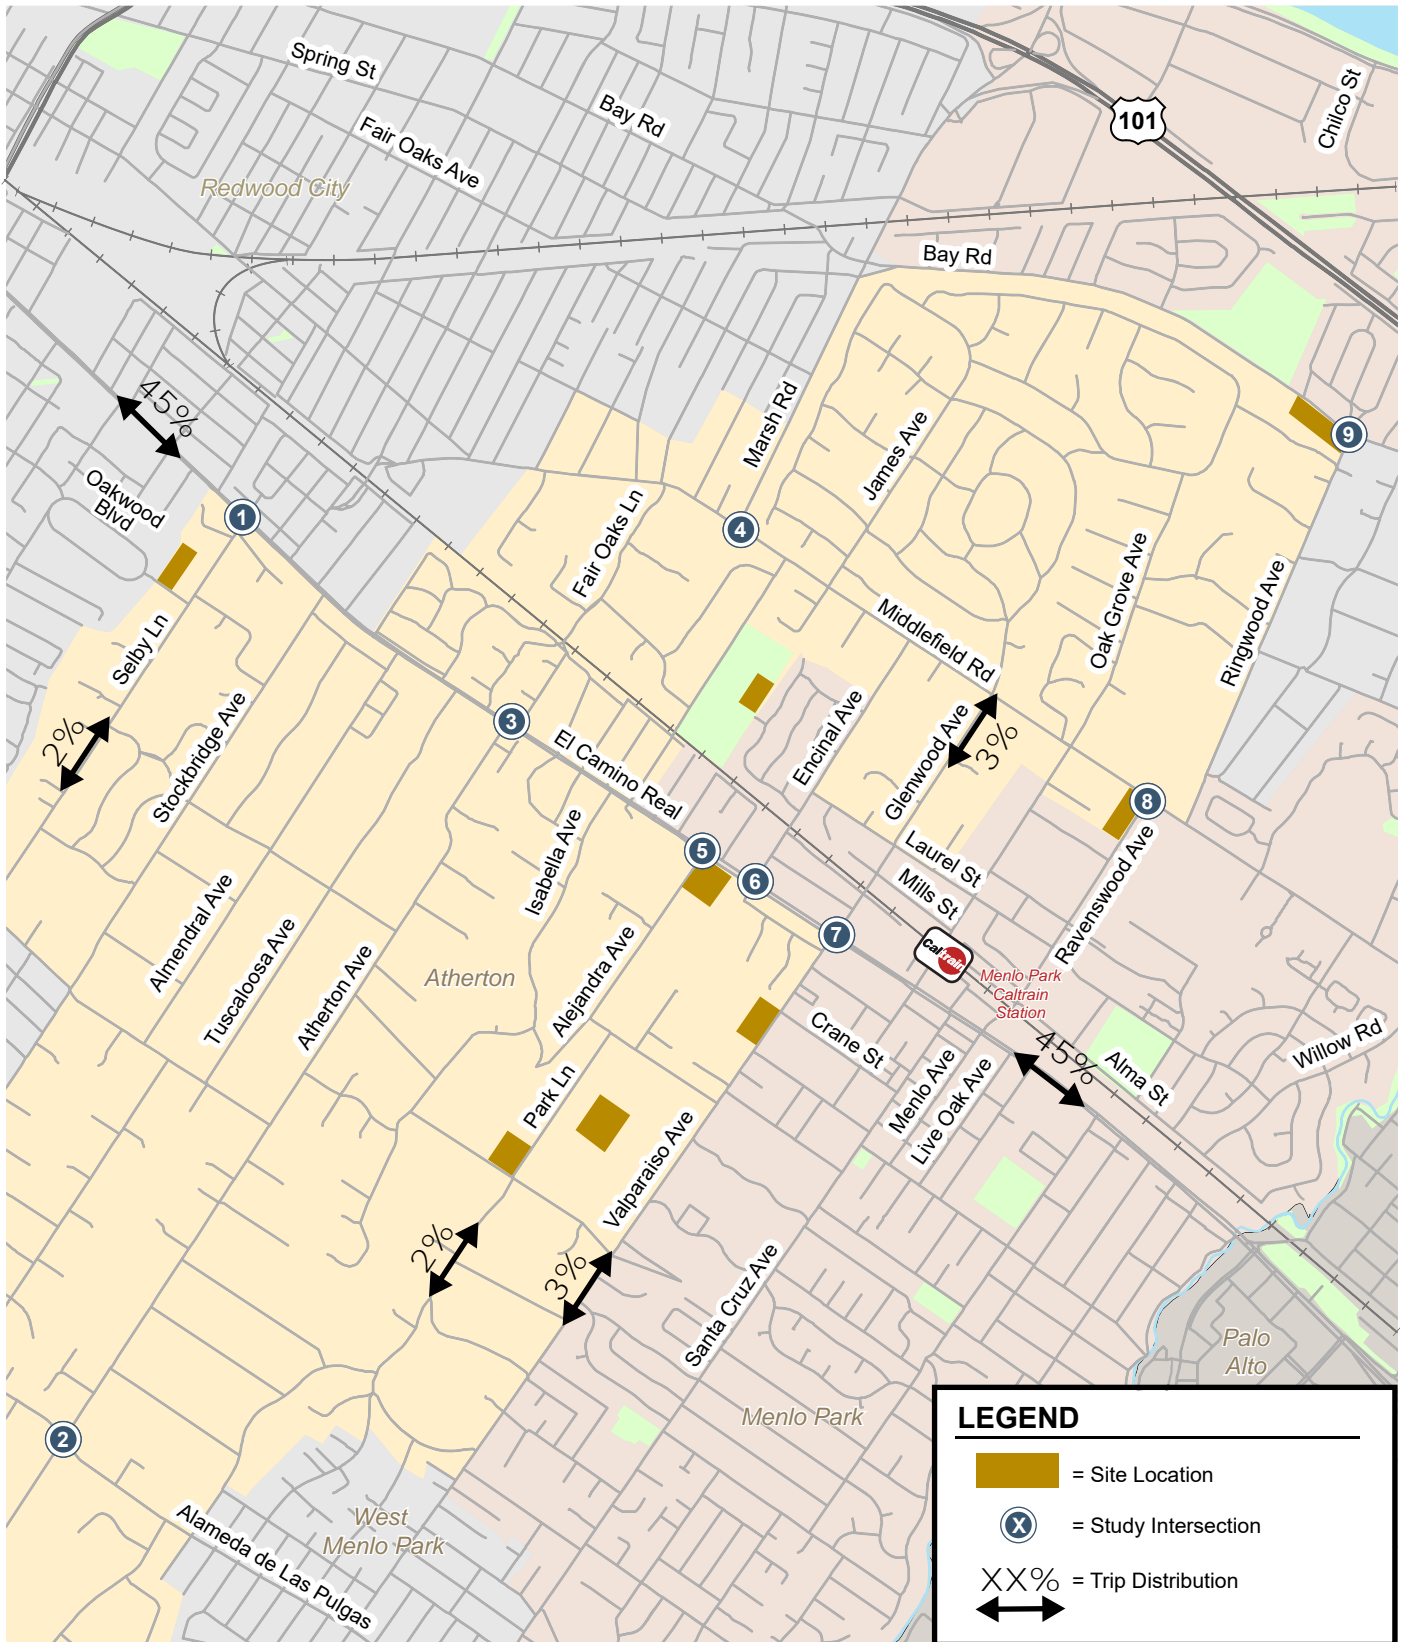 Spring St
Bay Rd
Fair Oaks Ave
101
Chilco St
Redwood City
Bay Rd
45%
Marsh Rd
James Ave
9
Oakwood
Blvd
1
Fair Oaks Ln
4
Oak Grove Ave
Ringwood Ave
Selby Ln
Middlefield Rd
2%
Stockbridge Ave
3
El Camino Real
Encinal Ave
Glenwood Ave
3%
8
Isabella Ave
5
6
Laurel St
Mills St
Ravenswood Ave
Almendral Ave
Tuscaloosa Ave
Atherton Ave
Atherton
Alejandra Ave
7
Caltrain
Menlo Park
Caltrain
Station
Crane St
45%
Willow Rd
Alma St
Menlo Ave
Live Oak Ave
Park Ln
Valparaiso Ave
2%
3%
Santa Cruz Ave
Palo
Alto
2
Menlo Park
West
Menlo Park
Alameda de Las Pulgas
LEGEND
= Site Location
X
= Study Intersection
XX%
= Trip Distribution